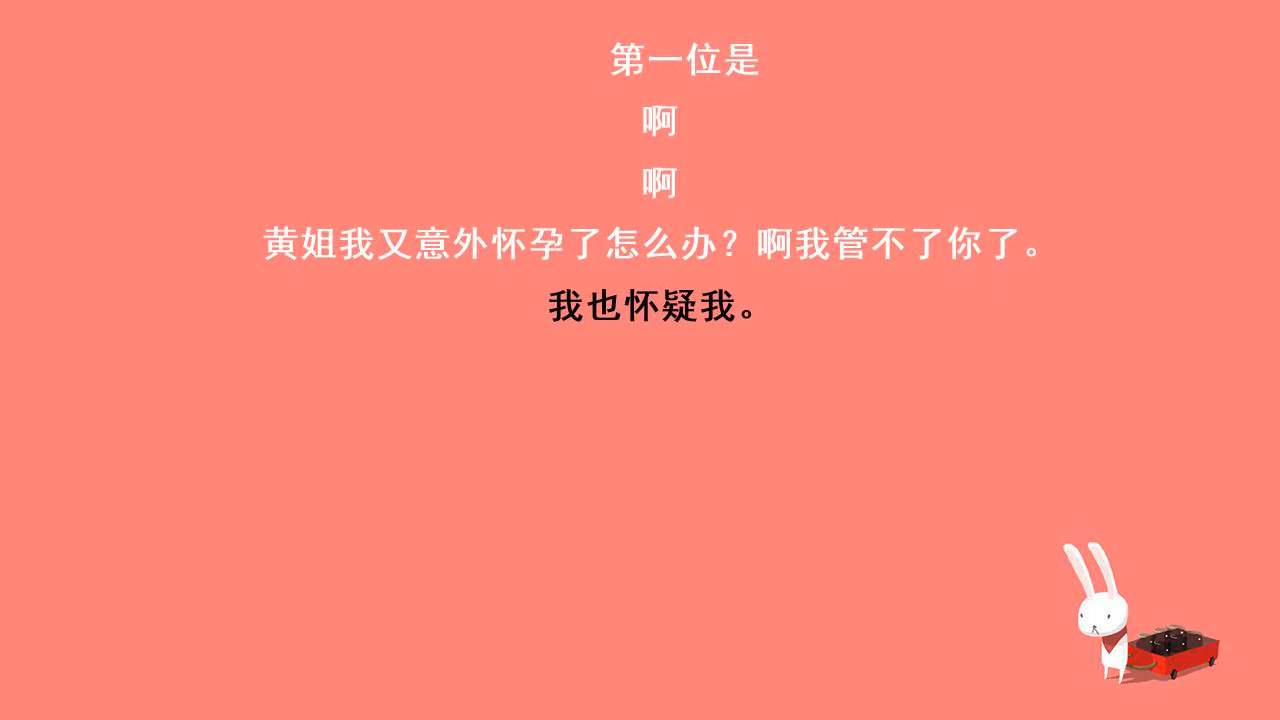 第一位是
啊
啊
黄姐我又意外怀孕了怎么办？啊我管不了你了。
我也怀疑我。